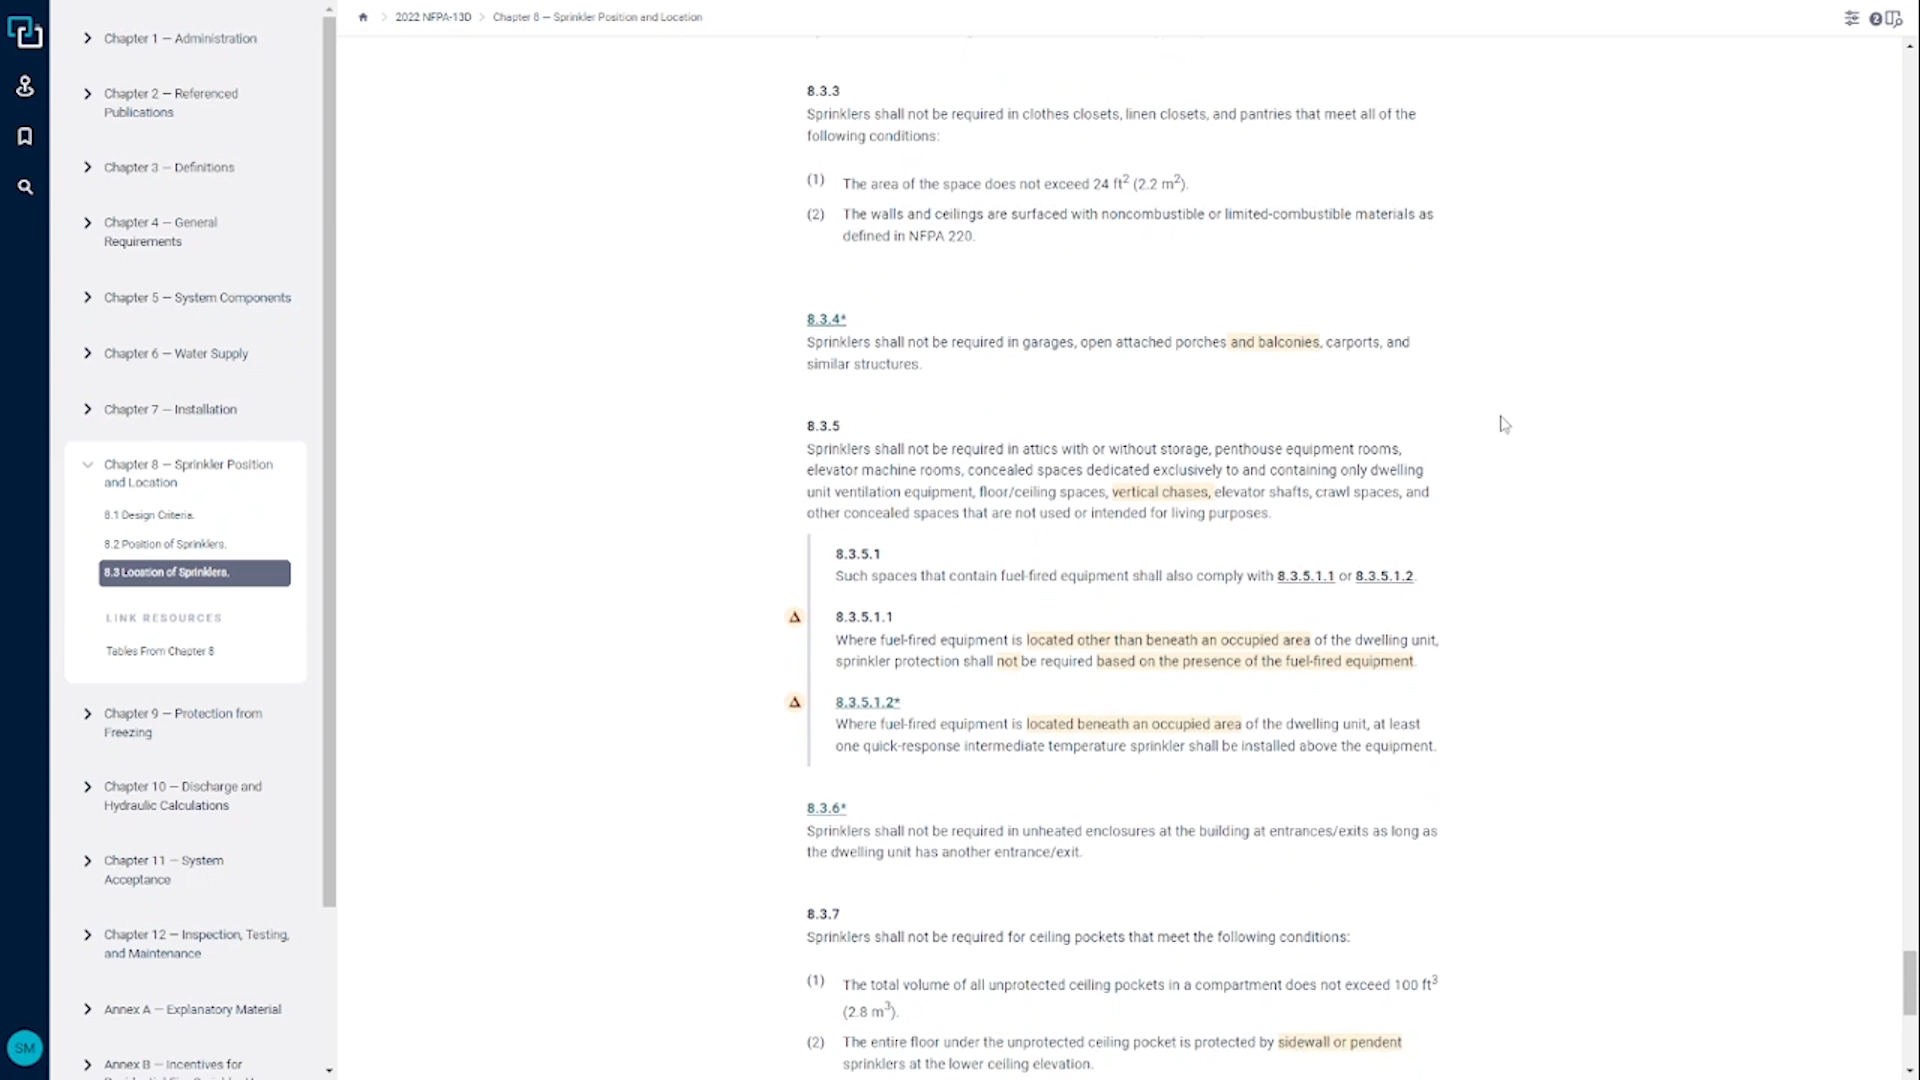 2022 NFPA-13D
Chapter 8 — Sprinkler Position and Location
2
Chapter 1 — Administration
Chapter 2 — Referenced
Publications
Chapter 3 — Definitions
Chapter 4 — General
Requirements
Chapter 5 — System Components
Chapter 6 — Water Supply
Chapter 7 — Installation
Chapter 8 — Sprinkler Position
and Location
8.1 Design Criteria.
8.2 Position of Sprinklers.
8.3 Location of Sprinklers.
LINK RESOURCES
Tables From Chapter 8
Chapter 9 — Protection from
Freezing
Chapter 10 — Discharge and
Hydraulic Calculations
Chapter 11 — System
Acceptance
Chapter 12 — Inspection, Testing,
and Maintenance
Annex A — Explanatory Material
Annex B — Incentives for
SM
8.3.3
Sprinklers shall not be required in clothes closets, linen closets, and pantries that meet all of the
following conditions:
(1) The area of the space does not exceed 24 ft² (2.2 m²).
(2) The walls and ceilings are surfaced with noncombustible or limited-combustible materials as
defined in NFPA 220.
8.3.4*
Sprinklers shall not be required in garages, open attached porches and balconies, carports, and
similar structures.
8.3.5
Sprinklers shall not be required in attics with or without storage, penthouse equipment rooms,
elevator machine rooms, concealed spaces dedicated exclusively to and containing only dwelling
unit ventilation equipment, floor/ceiling spaces, vertical chases, elevator shafts, crawl spaces, and
other concealed spaces that are not used or intended for living purposes.
8.3.5.1
Such spaces that contain fuel-fired equipment shall also comply with 8.3.5.1.1 or 8.3.5.1.2.
Δ 8.3.5.1.1
Where fuel-fired equipment is located other than beneath an occupied area of the dwelling unit,
sprinkler protection shall not be required based on the presence of the fuel-fired equipment.
Δ 8.3.5.1.2*
Where fuel-fired equipment is located beneath an occupied area of the dwelling unit, at least
one quick-response intermediate temperature sprinkler shall be installed above the equipment.
8.3.6*
Sprinklers shall not be required in unheated enclosures at the building at entrances/exits as long as
the dwelling unit has another entrance/exit.
8.3.7
Sprinklers shall not be required for ceiling pockets that meet the following conditions:
(1) The total volume of all unprotected ceiling pockets in a compartment does not exceed 100 ft³
(2.8 m³).
(2) The entire floor under the unprotected ceiling pocket is protected by sidewall or pendent
sprinklers at the lower ceiling elevation.